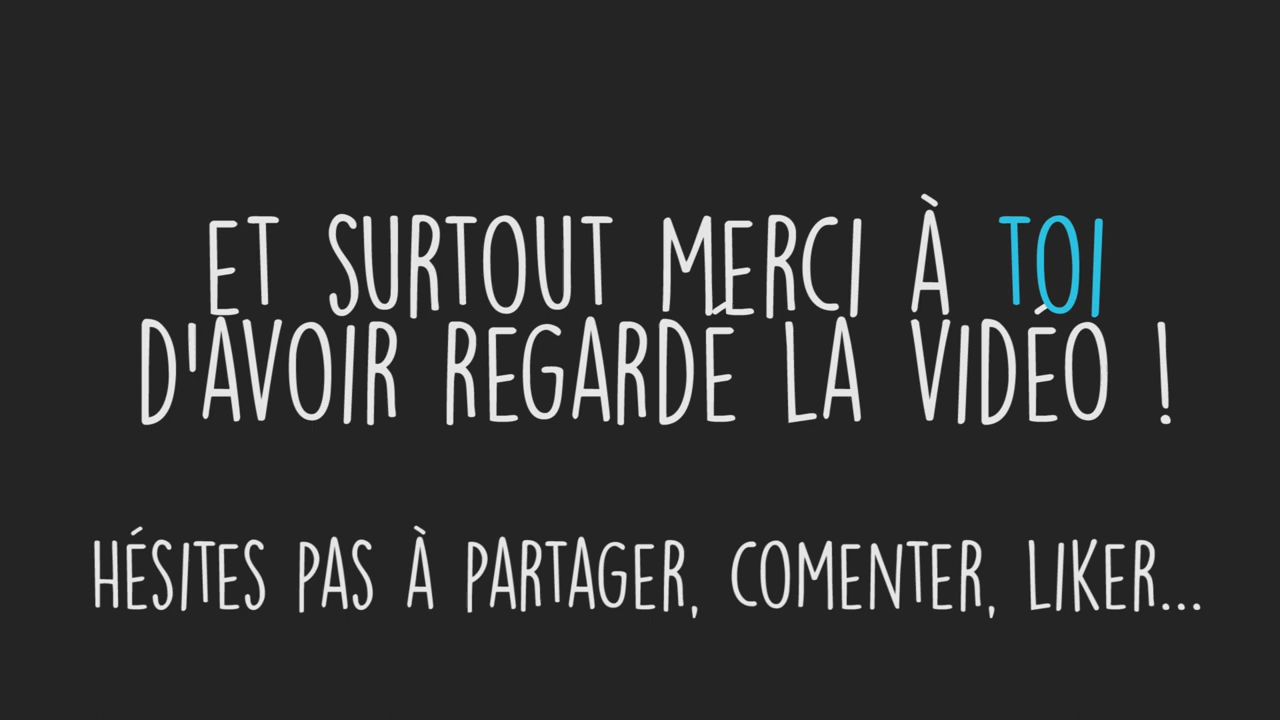 ET SURTOUT MERCI À TOI
D'AVOIR REGARDÉ LA VIDÉO !
HÉSITES PAS À PARTAGER, COMENTER, LIKER...